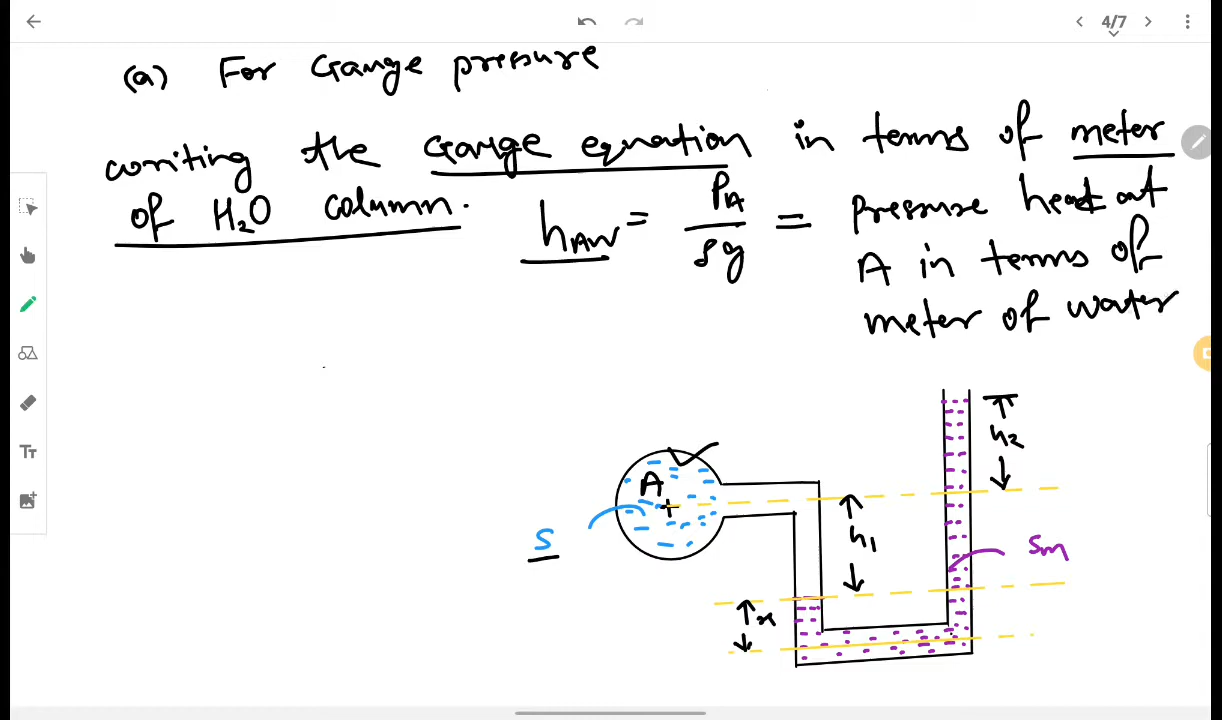 4/7
(a) For Gauge pressure
writing the Gauge equation in terms of meter
of H2O column. hAW = PA/ρg = pressure head at
A in terms of
meter of water
A
S
h1
h2
Sm
x
Tт